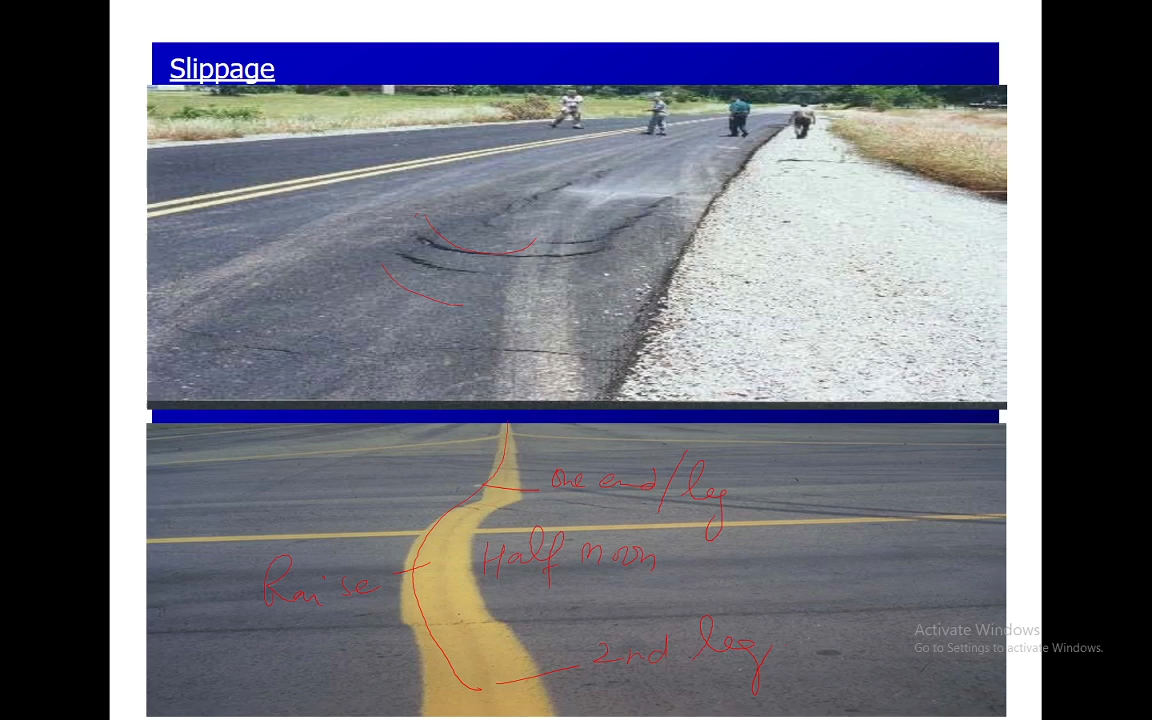 Slippage
one end/leg
Half moon
Raise
2nd leg
Activate Windows
Go to Settings to activate Windows.